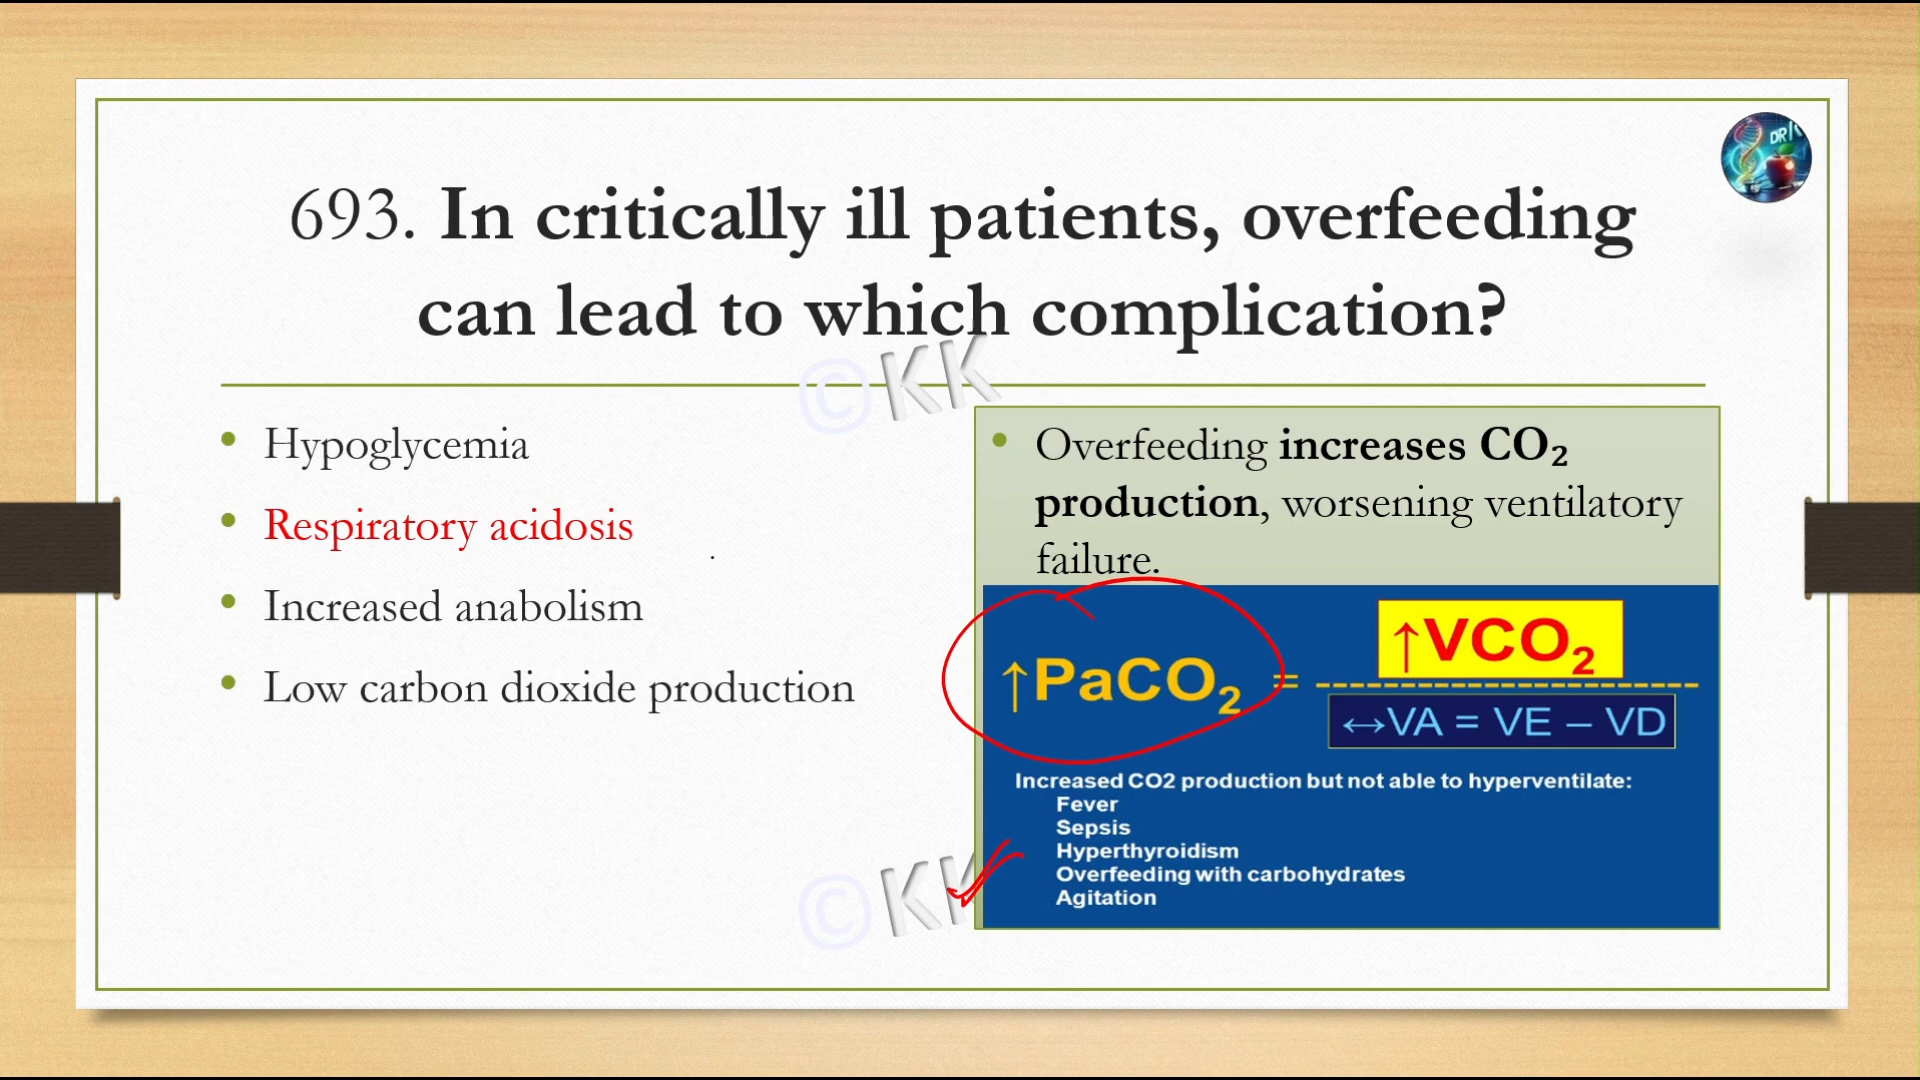 693. In critically ill patients, overfeeding
can lead to which complication?
©KK
• Hypoglycemia
• Respiratory acidosis
• Increased anabolism
• Low carbon dioxide production
• Overfeeding increases CO₂
production, worsening ventilatory
failure.
↑PaCO₂ = ↑VCO₂
↔VA = VE – VD
Increased CO2 production but not able to hyperventilate:
Fever
Sepsis
Hyperthyroidism
Overfeeding with carbohydrates
Agitation
©KK